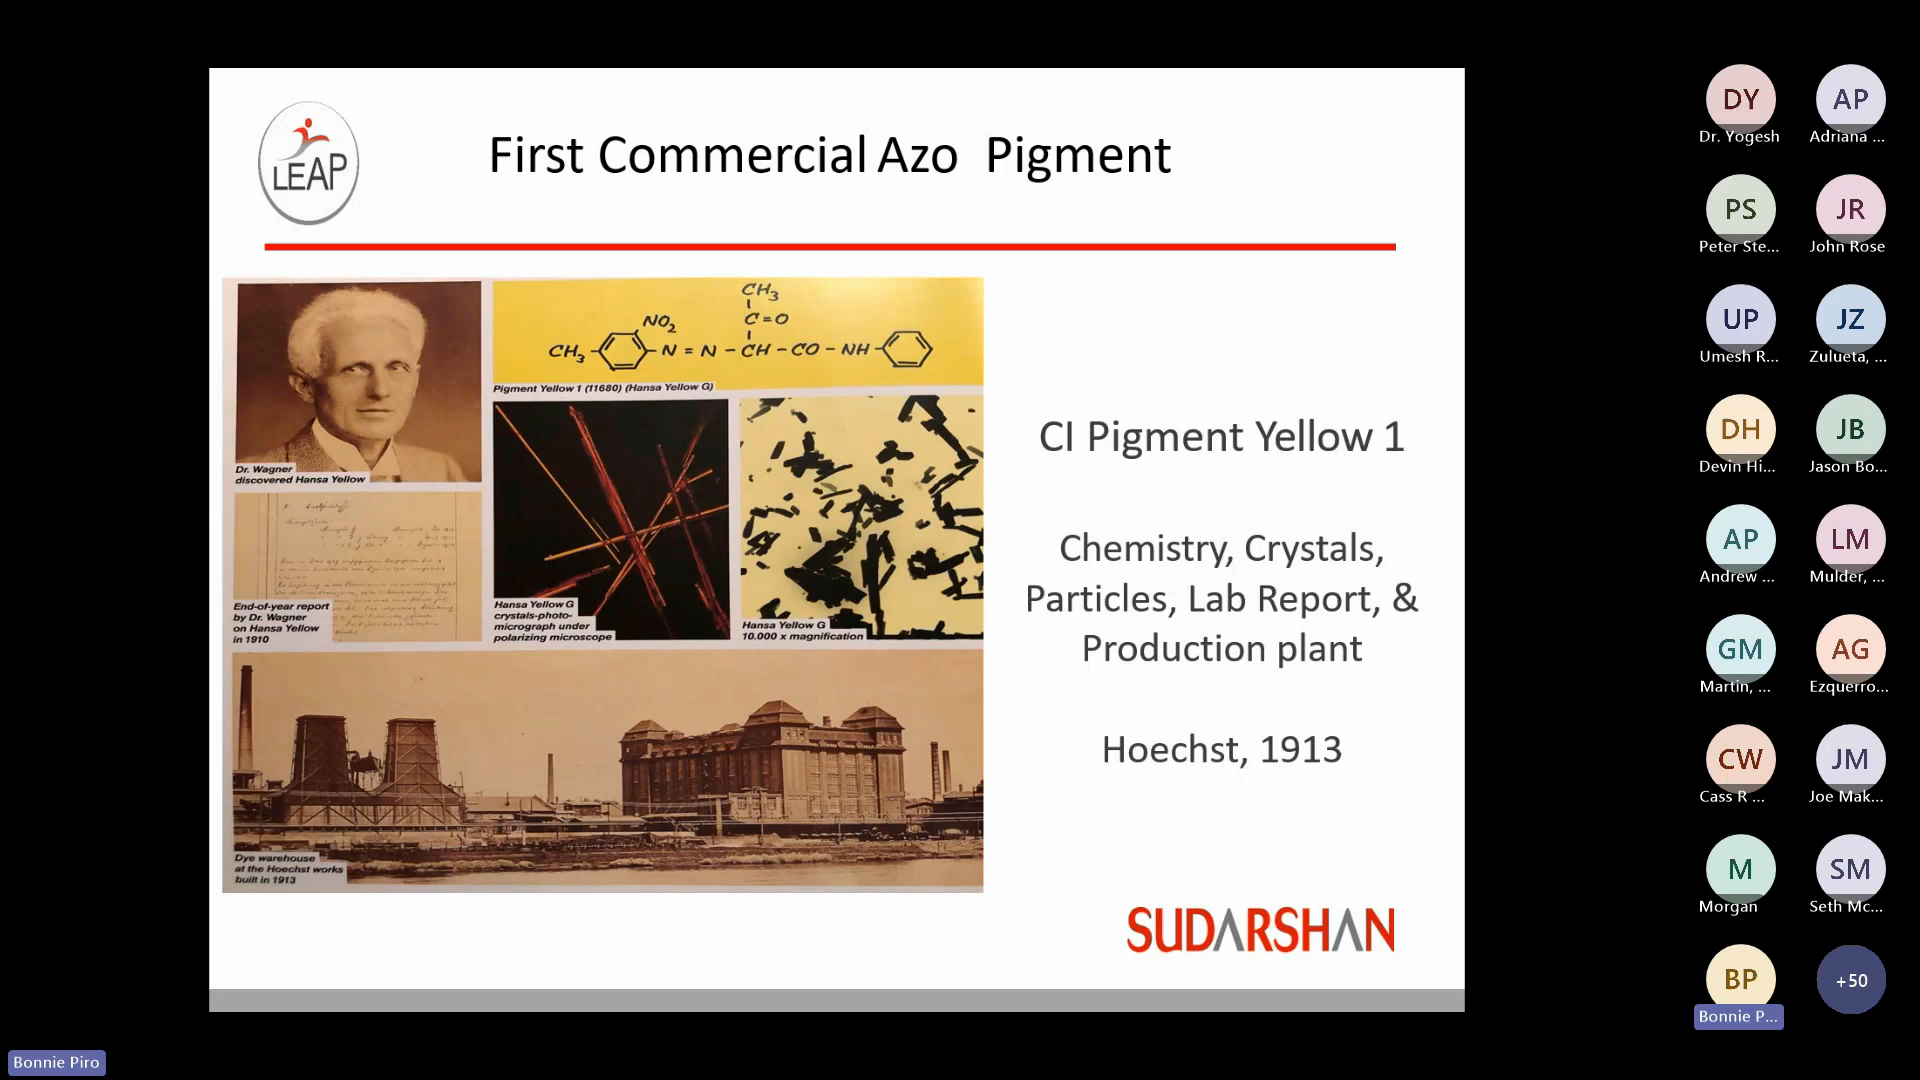 LEAP
First Commercial Azo  Pigment
CH3
C=O
NO2
CH3 N = N - CH - CO - NH
Pigment Yellow 1 (11680) (Hansa Yellow G)
Dr. Wagner
discovered Hansa Yellow
End-of-year report
by Dr. Wagner
on Hansa Yellow
in 1910
Hansa Yellow G
crystals-photo-
micrograph under
polarizing microscope
Hansa Yellow G
10.000 x magnification
Dye warehouse
at the Hoechst works
built in 1913
CI Pigment Yellow 1
Chemistry, Crystals,
Particles, Lab Report, &
Production plant
Hoechst, 1913
SUDARSHAN
DY
Dr. Yogesh
AP
Adriana ...
PS
Peter Ste...
JR
John Rose
UP
Umesh R...
JZ
Zulueta, ...
DH
Devin Hi...
JB
Jason Bo...
AP
Andrew ...
LM
Mulder, ...
GM
Martin, ...
AG
Ezquerro...
CW
Cass R ...
JM
Joe Mak...
M
Morgan
SM
Seth Mc...
BP
Bonnie P...
+50
Bonnie Piro